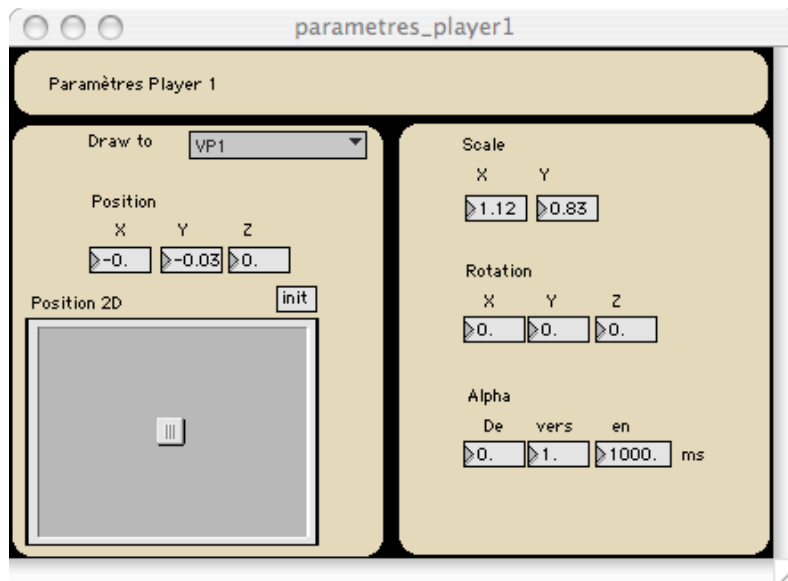 parametres_player1
Paramètres Player 1
Draw to VP1
Position
X Y Z
-0. -0.03 0.
Position 2D init
Scale
X Y
1.12 0.83
Rotation
X Y Z
0. 0. 0.
Alpha
De vers en
0. 1. 1000. ms